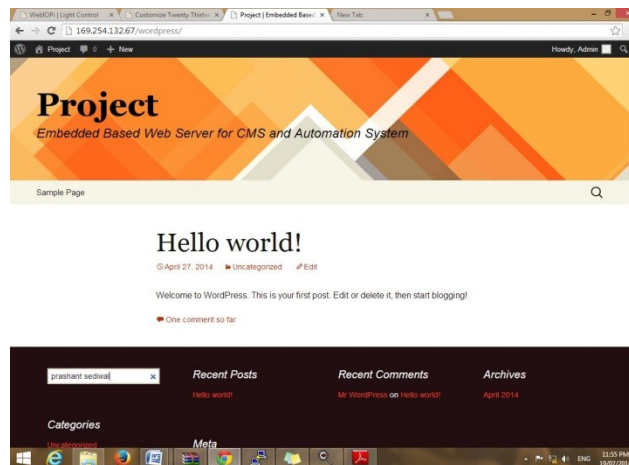 WebIOPi | Light Control
Customize Twenty Thirte
Project | Embedded Based
New Tab
169.254.132.67/wordpress/
Project 0 + New Howdy, Admin
Project
Embedded Based Web Server for CMS and Automation System
Sample Page
Hello world!
April 27, 2014 Uncategorized Edit
Welcome to WordPress. This is your first post. Edit or delete it, then start blogging!
One comment so far
prashant sediwal
Recent Posts
Hello world!
Recent Comments
Mr WordPress on Hello world!
Archives
April 2014
Categories
Uncategorized
Meta
ENG
11:55 PM